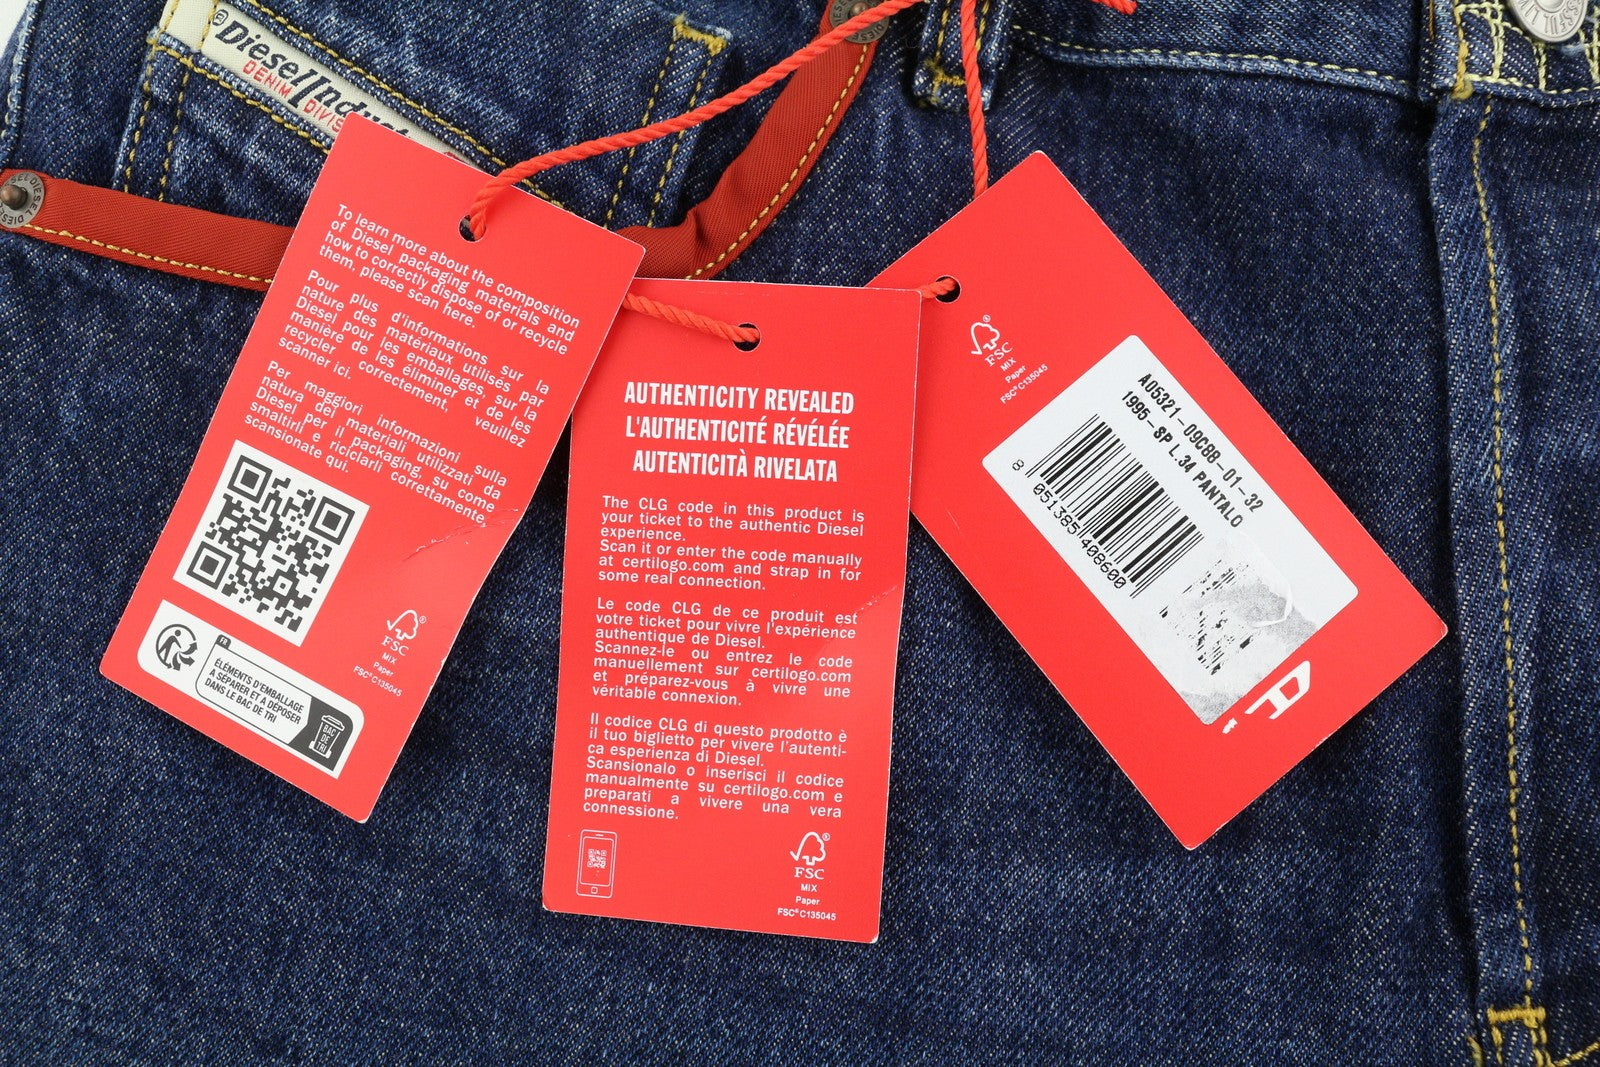 Diesel Indust
DENIM DIVIS
DIESEL DIESEL
To learn more about the composition
of Diesel packaging materials and
how to correctly dispose of or recycle
them, please scan here.
Pour plus d'informations sur la
nature des matériaux utilisés par
Diesel pour les emballages, sur la
manière de les éliminer et de les
recycler correctement, veuillez
scanner ici.
Per maggiori informazioni sulla
natura dei materiali utilizzati da
Diesel per il packaging, su come
smaltirli e riciclarli correttamente,
scansionate qui.
FSC
MIX
Paper
FSC® C135045
FR
ÉLÉMENTS D'EMBALLAGE
À SÉPARER ET À DÉPOSER
DANS LE BAC DE TRI
BAC
DE
TRI
AUTHENTICITY REVEALED
L'AUTHENTICITÉ RÉVÉLÉE
AUTENTICITÀ RIVELATA
The CLG code in this product is
your ticket to the authentic Diesel
experience.
Scan it or enter the code manually
at certilogo.com and strap in for
some real connection.
Le code CLG de ce produit est
votre ticket pour vivre l'expérience
authentique de Diesel.
Scannez-le ou entrez le code
manuellement sur certilogo.com
et préparez-vous à vivre une
véritable connexion.
Il codice CLG di questo prodotto è
il tuo biglietto per vivere l'autenti-
ca esperienza di Diesel.
Scansionalo o inserisci il codice
manualmente su certilogo.com e
preparati a vivere una vera
connessione.
FSC
MIX
Paper
FSC® C135045
FSC
MIX
Paper
FSC® C135045
A05321-09C88-01-32
1995-SP L.34 PANTALO
8 051385 408600